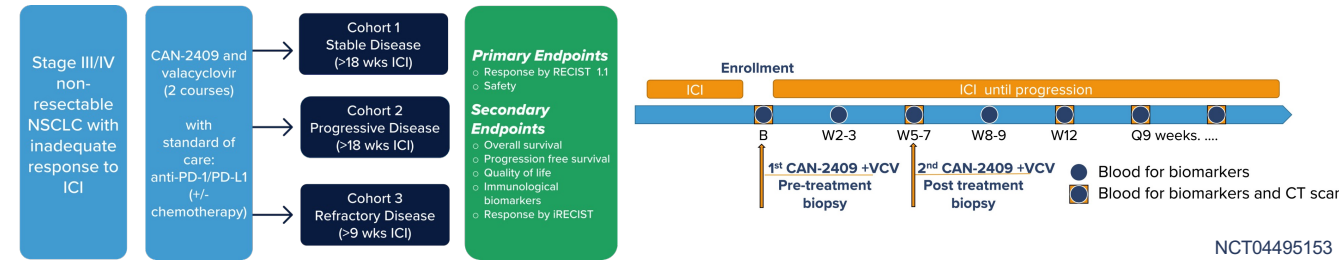 Stage III/IV
non-
resectable
NSCLC with
inadequate
response to
ICI
CAN-2409 and
valacyclovir
(2 courses)
with
standard of
care:
anti-PD-1/PD-L1
(+/-
chemotherapy)
Cohort 1
Stable Disease
(>18 wks ICI)
Cohort 2
Progressive Disease
(>18 wks ICI)
Cohort 3
Refractory Disease
(>9 wks ICI)
Primary Endpoints
○ Response by RECIST 1.1
○ Safety
Secondary
Endpoints
○ Overall survival
○ Progression free survival
○ Quality of life
○ Immunological
biomarkers
○ Response by iRECIST
Enrollment
ICI
ICI until progression
B
W2-3
W5-7
W8-9
W12
Q9 weeks. ....
1st CAN-2409 +VCV
Pre-treatment
biopsy
2nd CAN-2409 +VCV
Post treatment
biopsy
Blood for biomarkers
Blood for biomarkers and CT scan
NCT04495153